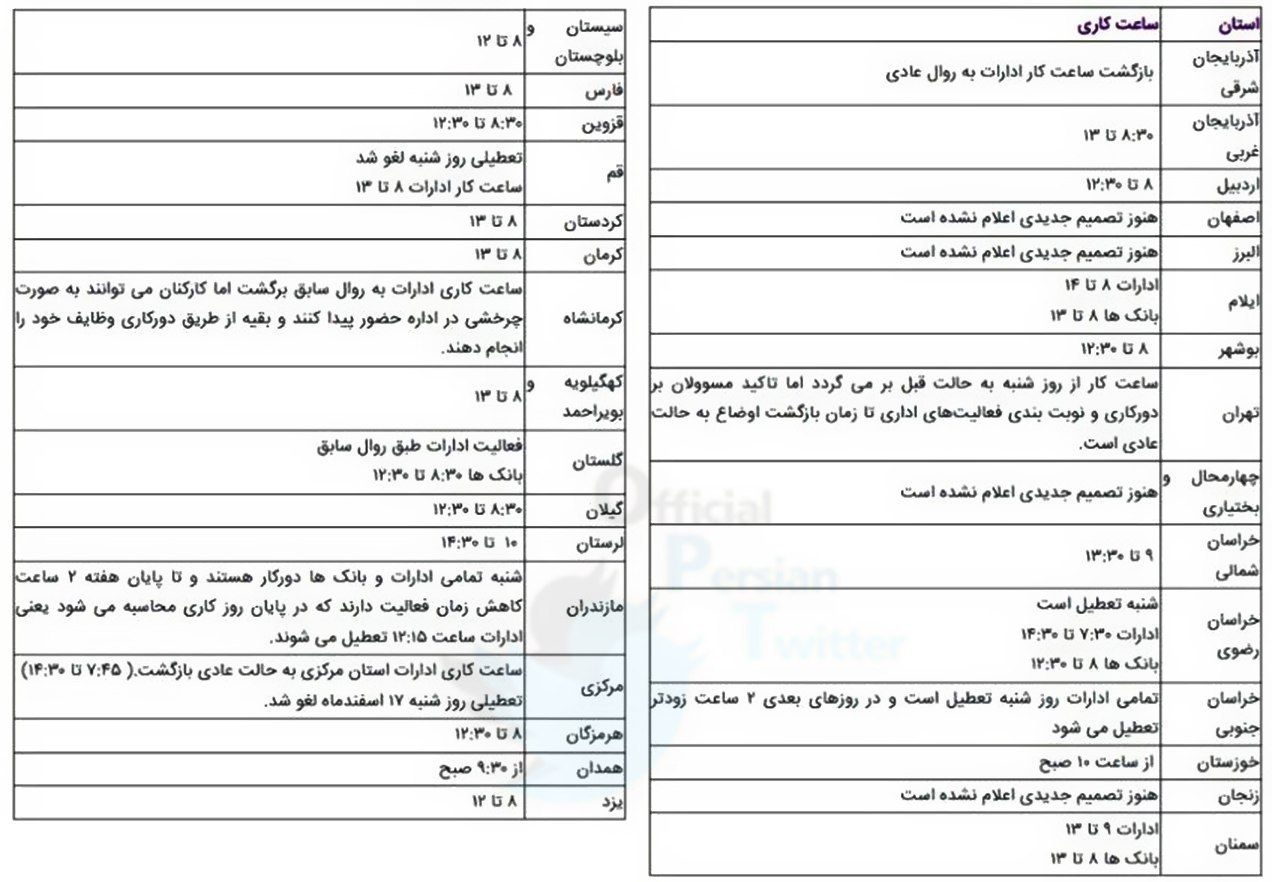 استان ساعت کاری
آذربایجان
شرقی
بازگشت ساعت کار ادارات به روال عادی
آذربایجان
غربی
۸:۳۰ تا ۱۳
اردبیل ۸ تا ۱۲:۳۰
اصفهان هنوز تصمیم جدیدی اعلام نشده است
البرز هنوز تصمیم جدیدی اعلام نشده است
ایلام
ادارات ۸ تا ۱۴
بانک ها ۸ تا ۱۳
بوشهر ۸ تا ۱۲:۳۰
تهران
ساعت کار از روز شنبه به حالت قبل بر می گردد اما تاکید مسوولان بر
دورکاری و نوبت بندی فعالیت‌های اداری تا زمان بازگشت اوضاع به حالت
عادی است.
چهارمحال و
بختیاری
هنوز تصمیم جدیدی اعلام نشده است
خراسان
شمالی
۹ تا ۱۳:۳۰
خراسان
رضوی
شنبه تعطیل است
ادارات ۷:۳۰ تا ۱۴:۳۰
بانک ها ۸ تا ۱۲:۳۰
خراسان
جنوبی
تمامی ادارات روز شنبه تعطیل است و در روزهای بعدی ۲ ساعت زودتر
تعطیل می شود
خوزستان از ساعت ۱۰ صبح
زنجان هنوز تصمیم جدیدی اعلام نشده است
سمنان
ادارات ۹ تا ۱۳
بانک ها ۸ تا ۱۳
سیستان و
بلوچستان
۸ تا ۱۲
فارس ۸ تا ۱۳
قزوین ۸:۳۰ تا ۱۲:۳۰
قم
تعطیلی روز شنبه لغو شد
ساعت کار ادارات ۸ تا ۱۳
کردستان ۸ تا ۱۳
کرمان ۸ تا ۱۳
کرمانشاه
ساعت کاری ادارات به روال سابق برگشت اما کارکنان می توانند به صورت
چرخشی در اداره حضور پیدا کنند و بقیه از طریق دورکاری وظایف خود را
انجام دهند.
کهگیلویه و
بویراحمد
۸ تا ۱۳
گلستان
فعالیت ادارات طبق روال سابق
بانک ها ۸:۳۰ تا ۱۲:۳۰
گیلان ۸:۳۰ تا ۱۲:۳۰
لرستان ۱۰ تا ۱۴:۳۰
مازندران
شنبه تمامی ادارات و بانک ها دورکار هستند و تا پایان هفته ۲ ساعت
کاهش زمان فعالیت دارند که در پایان روز کاری محاسبه می شود یعنی
ادارات ساعت ۱۲:۱۵ تعطیل می شوند.
مرکزی
ساعت کاری ادارات استان مرکزی به حالت عادی بازگشت.( ۷:۴۵ تا ۱۴:۳۰)
تعطیلی روز شنبه ۱۷ اسفندماه لغو شد.
هرمزگان ۸ تا ۱۲:۳۰
همدان از ۹:۳۰ صبح
یزد ۸ تا ۱۲
Official
Persian
Twitter